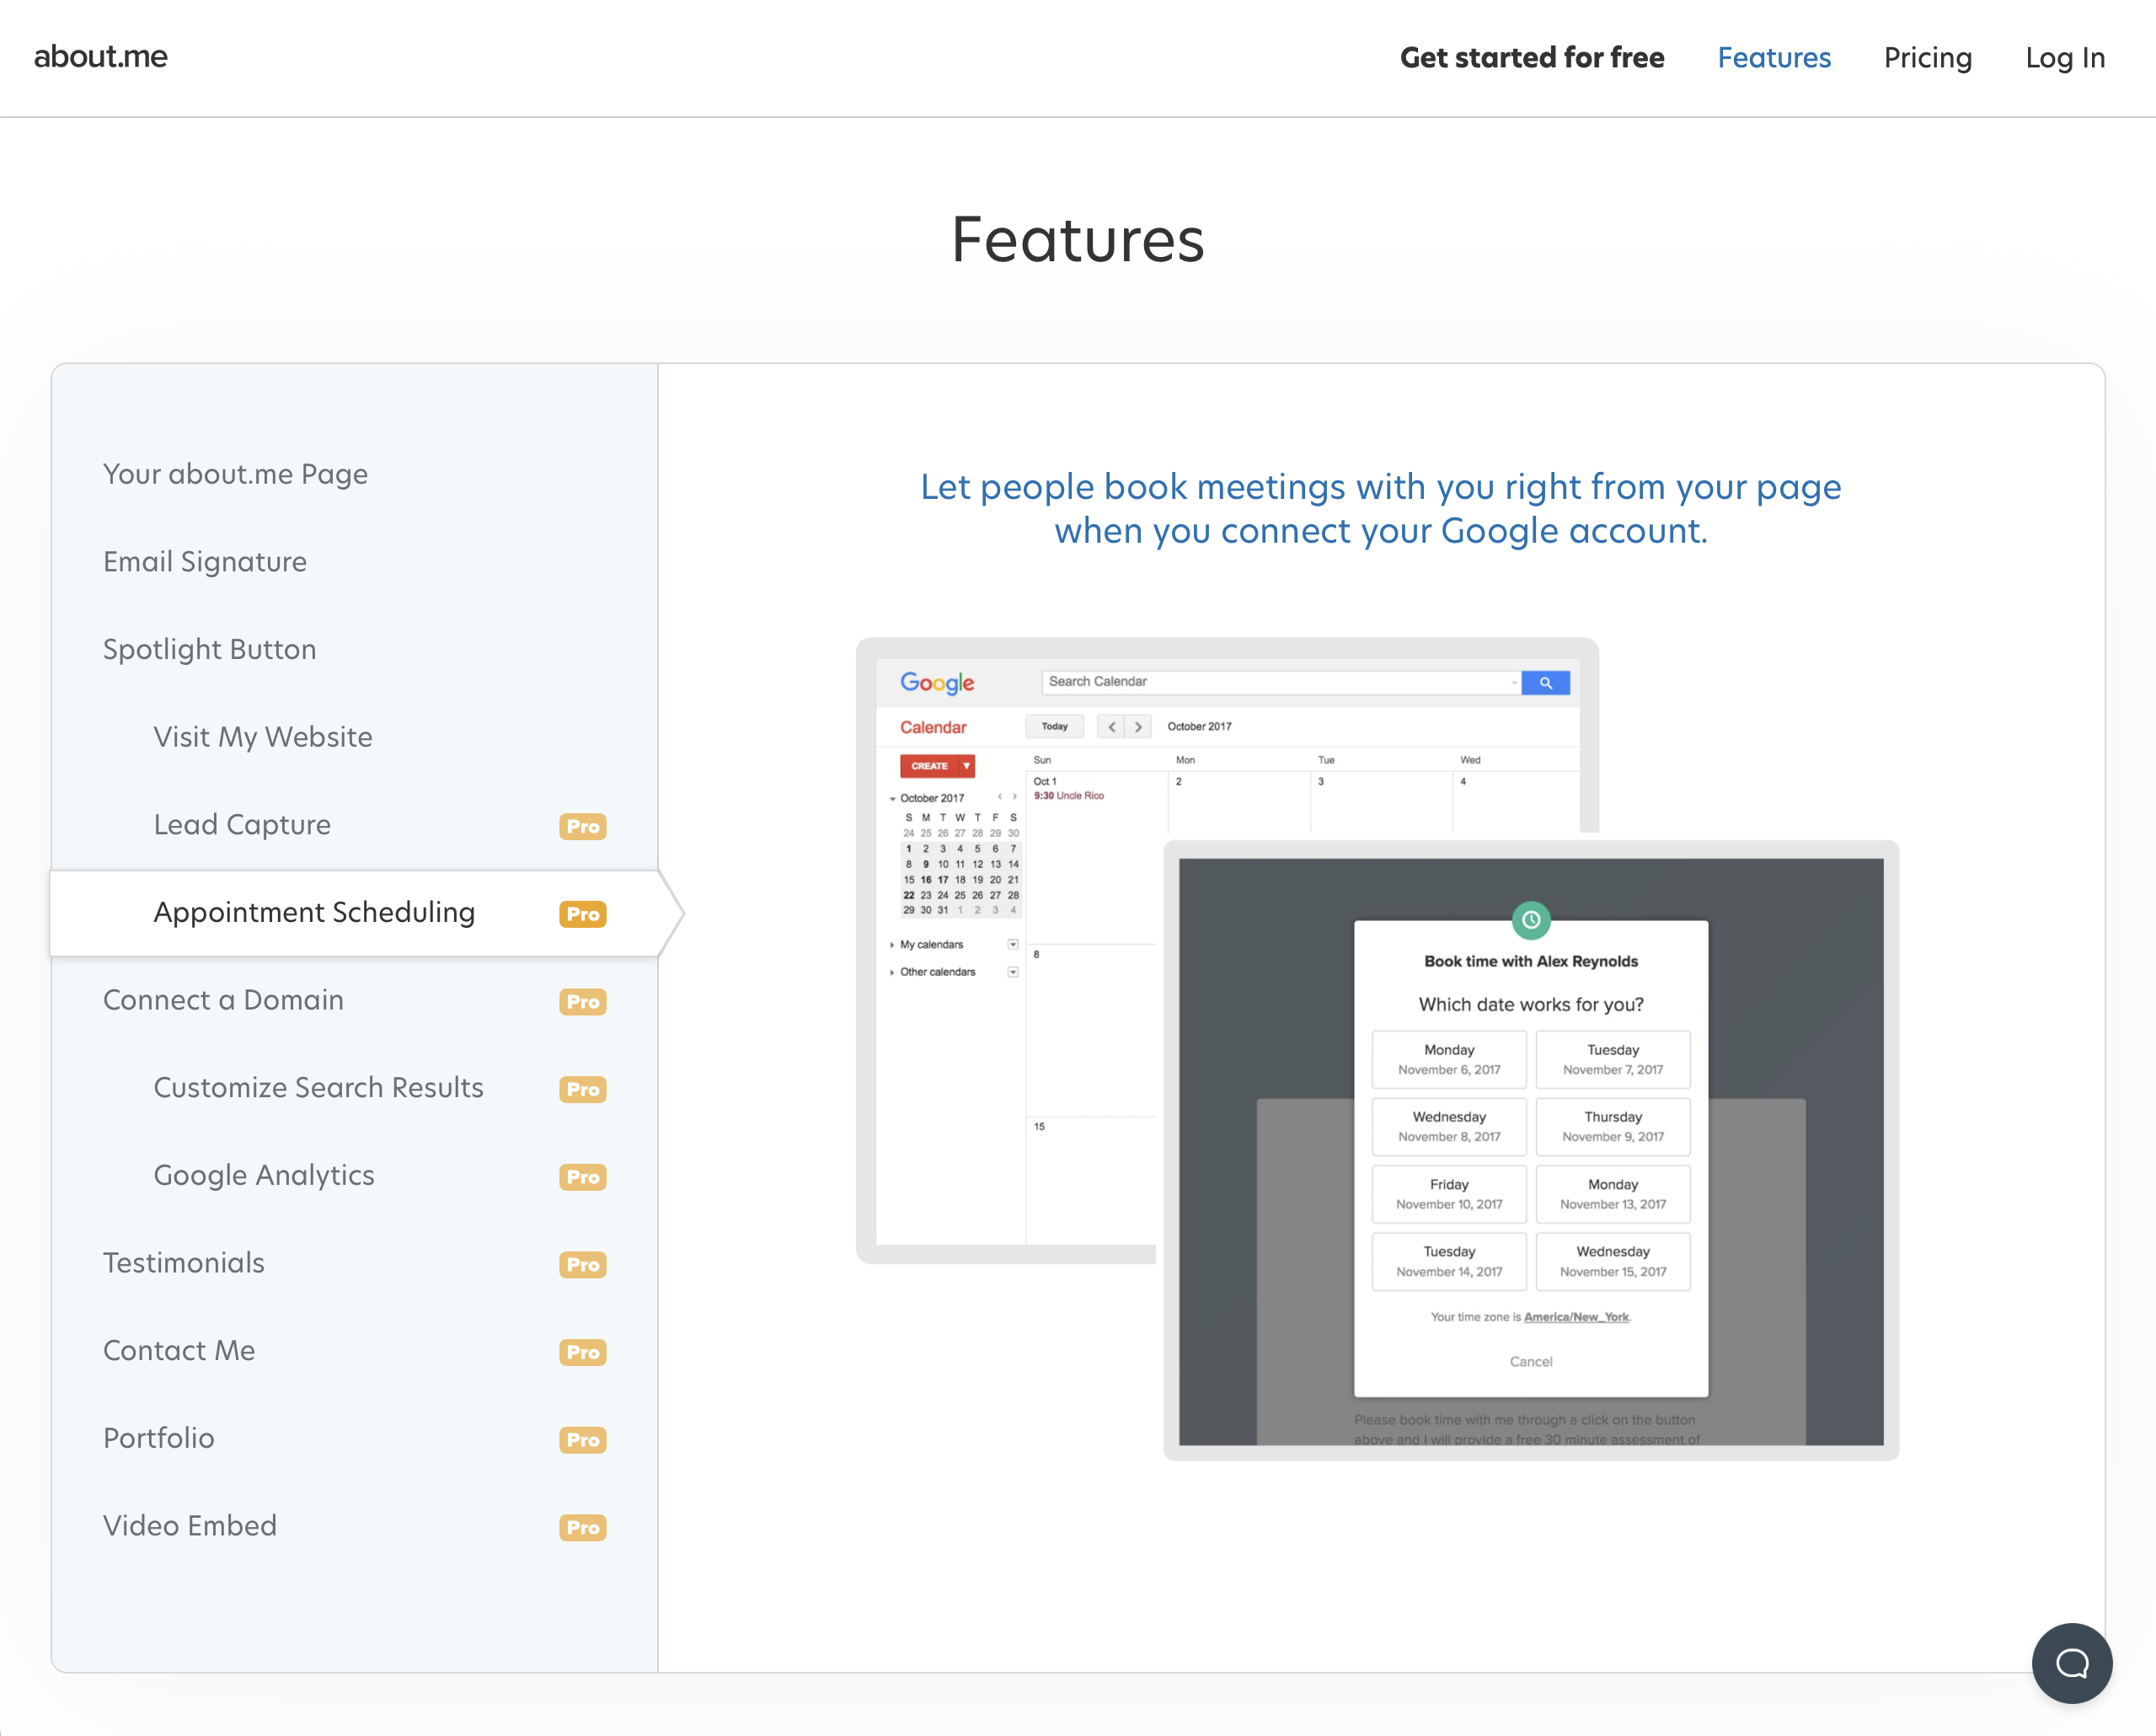 about.me
Get started for free
Features
Pricing
Log In
Features
Your about.me Page
Email Signature
Spotlight Button
Visit My Website
Lead Capture Pro
Appointment Scheduling Pro
Connect a Domain Pro
Customize Search Results Pro
Google Analytics Pro
Testimonials Pro
Contact Me Pro
Portfolio Pro
Video Embed Pro
Let people book meetings with you right from your page
when you connect your Google account.
Google
Search Calendar
Calendar
Today
October 2017
CREATE
October 2017
S M T W T F S
24 25 26 27 28 29 30
1 2 3 4 5 6 7
8 9 10 11 12 13 14
15 16 17 18 19 20 21
22 23 24 25 26 27 28
29 30 31 1 2 3 4
My calendars
Other calendars
Sun Mon Tue Wed
Oct 1 2 3 4
9:30 Uncle Rico
8
15
Book time with Alex Reynolds
Which date works for you?
Monday
November 6, 2017
Tuesday
November 7, 2017
Wednesday
November 8, 2017
Thursday
November 9, 2017
Friday
November 10, 2017
Monday
November 13, 2017
Tuesday
November 14, 2017
Wednesday
November 15, 2017
Your time zone is America/New_York.
Cancel
Please book time with me through a click on the button
above and I will provide a free 30 minute assessment of